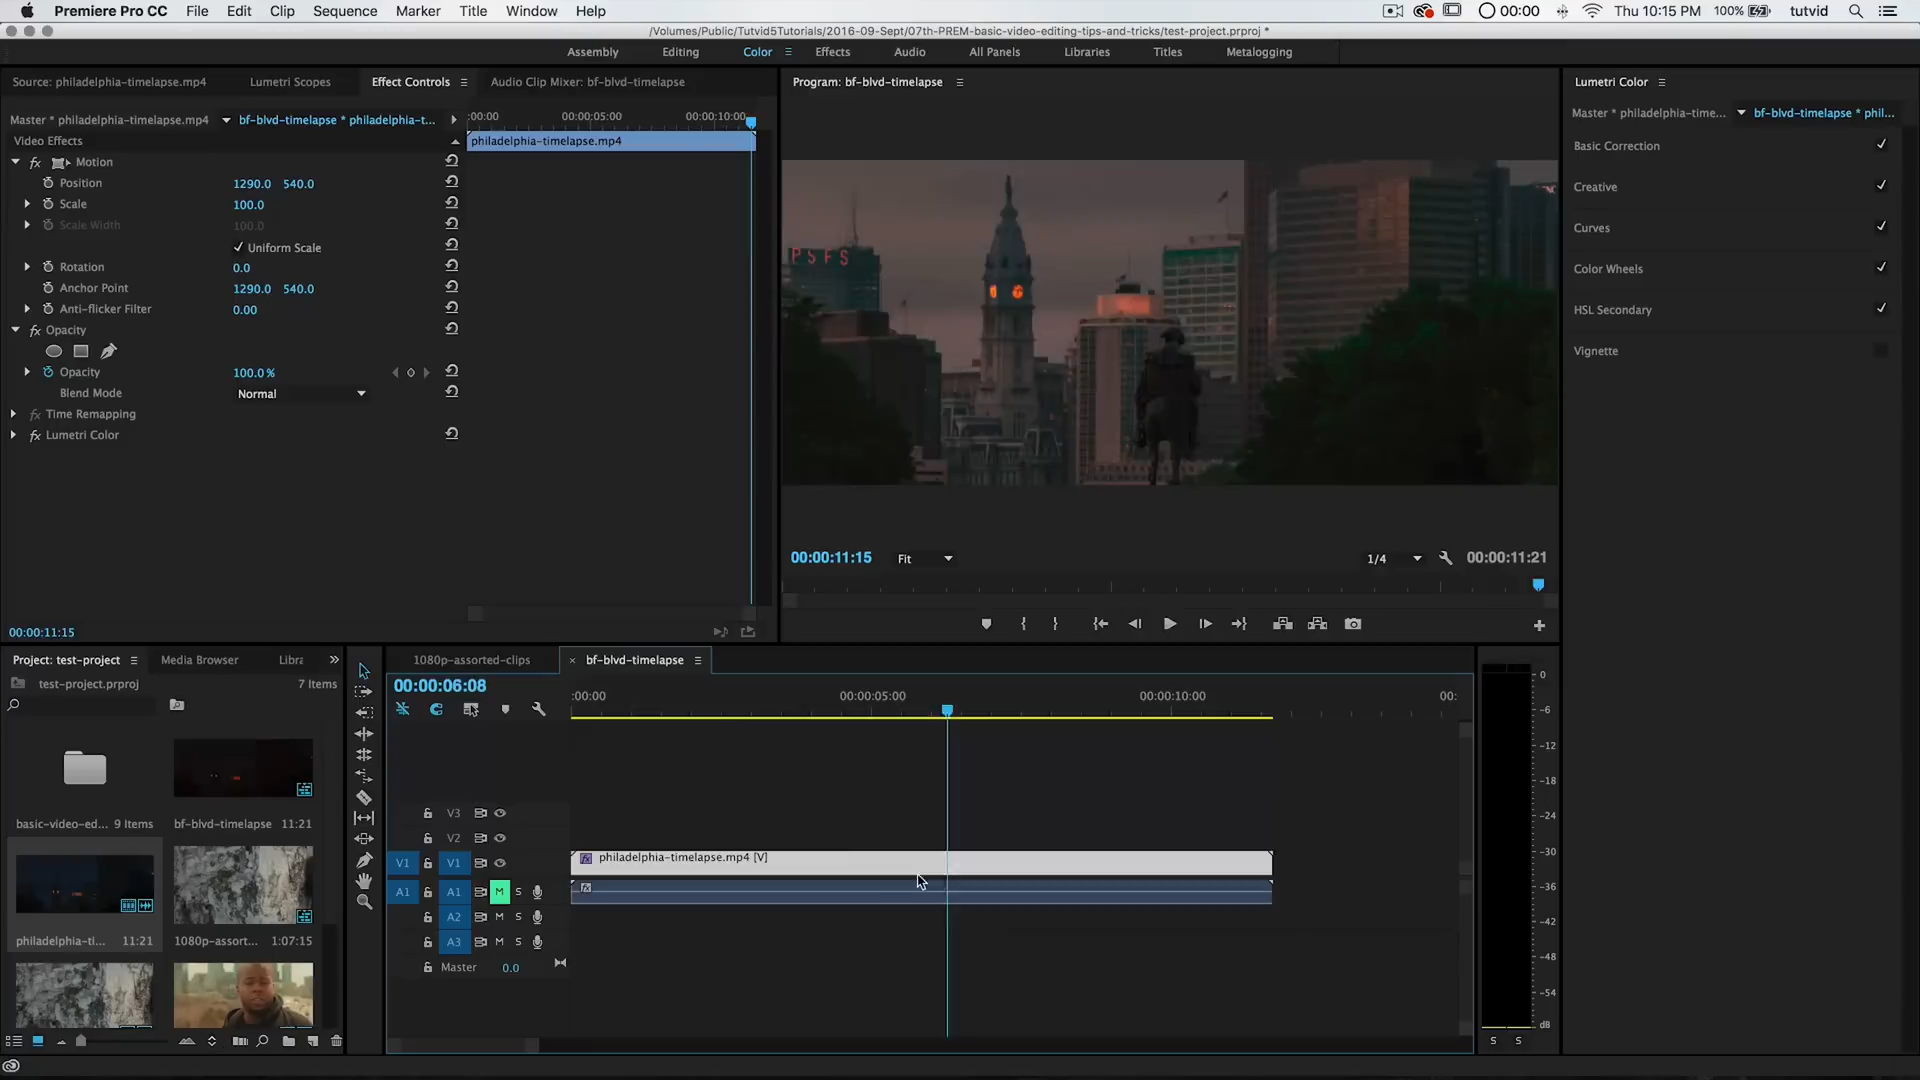 Premiere Pro CC File Edit Clip Sequence Marker Title Window Help 00:00 Thu 10:15 PM 100% tutvid
/Volumes/Public/Tutvid5Tutorials/2016-09-Sept/07th-PREM-basic-video-editing-tips-and-tricks/test-project.prproj *
Assembly Editing Color Effects Audio All Panels Libraries Titles Metalogging
Source: philadelphia-timelapse.mp4 Lumetri Scopes Effect Controls Audio Clip Mixer: bf-blvd-timelapse
Master * philadelphia-timelapse.mp4 bf-blvd-timelapse * philadelphia-t...
:00:00 00:00:05:00 00:00:10:00
Video Effects
philadelphia-timelapse.mp4
fx Motion
Position 1290.0 540.0
Scale 100.0
Scale Width 100.0
Uniform Scale
Rotation 0.0
Anchor Point 1290.0 540.0
Anti-flicker Filter 0.00
fx Opacity
Opacity 100.0 %
Blend Mode Normal
fx Time Remapping
fx Lumetri Color
00:00:11:15
Program: bf-blvd-timelapse
PSFS
00:00:11:15 Fit 1/4 00:00:11:21
Lumetri Color
Master * philadelphia-time... bf-blvd-timelapse * phil...
Basic Correction
Creative
Curves
Color Wheels
HSL Secondary
Vignette
Project: test-project Media Browser Libra
test-project.prproj 7 Items
basic-video-ed... 9 Items bf-blvd-timelapse 11:21
philadelphia-ti... 11:21 1080p-assort... 1:07:15
1080p-assorted-clips bf-blvd-timelapse
00:00:06:08
:00:00 00:00:05:00 00:00:10:00 00:
V3
V2
V1 V1 fx philadelphia-timelapse.mp4 [V]
A1 A1 M S fx
A2 M S
A3 M S
Master 0.0
0
-6
-12
-18
-24
-30
-36
-42
-48
-54
dB
S S